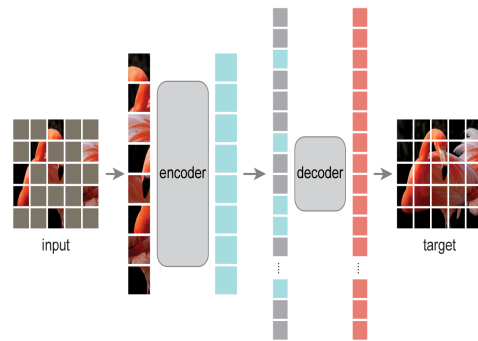 input
encoder
decoder
target